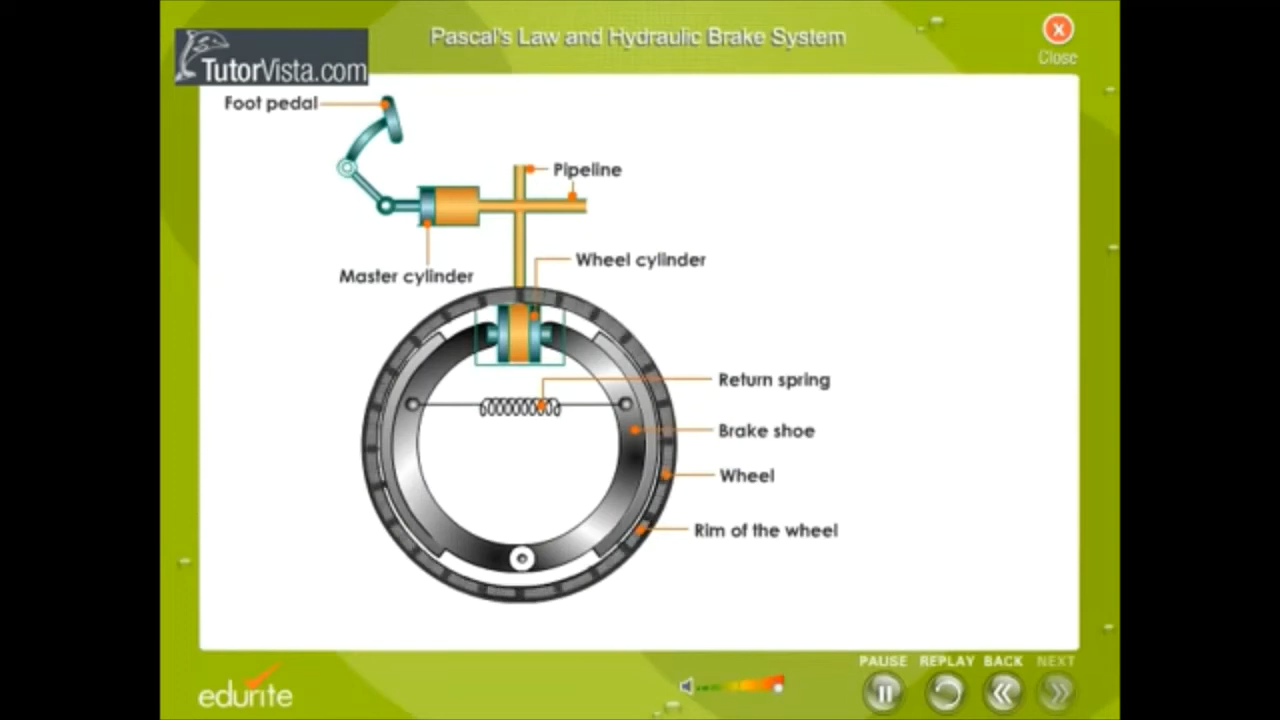 Pascal's Law and Hydraulic Brake System
X
Close
TutorVista.com
Foot pedal
Pipeline
Wheel cylinder
Master cylinder
Return spring
Brake shoe
Wheel
Rim of the wheel
PAUSE REPLAY BACK NEXT
edurite